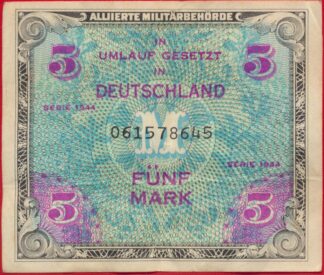 ALLIIERTE MILITÄRBEHÖRDE
5 IN 5
UMLAUF GESETZT
IN
DEUTSCHLAND
SERIE 1944
061578645
M
SERIE 1944
5 FÜNF 5
MARK